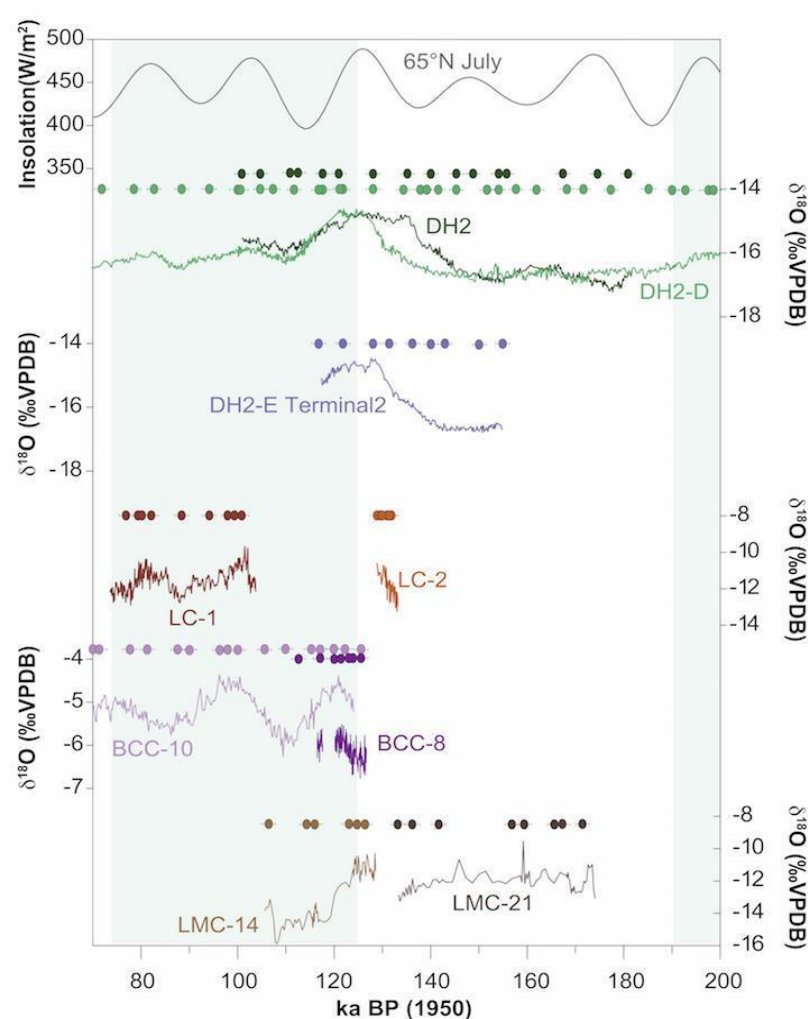 500
450
400
350
Insolation(W/m²)
65°N July
-14
-16
-18
δ¹⁸O (‰VPDB)
DH2
DH2-D
-14
-16
-18
δ¹⁸O (‰VPDB)
DH2-E Terminal2
-8
-10
-12
-14
δ¹⁸O (‰VPDB)
LC-1
LC-2
-4
-5
-6
-7
δ¹⁸O (‰VPDB)
BCC-10
BCC-8
-8
-10
-12
-14
-16
δ¹⁸O (‰VPDB)
LMC-14
LMC-21
80
100
120
140
160
180
200
ka BP (1950)